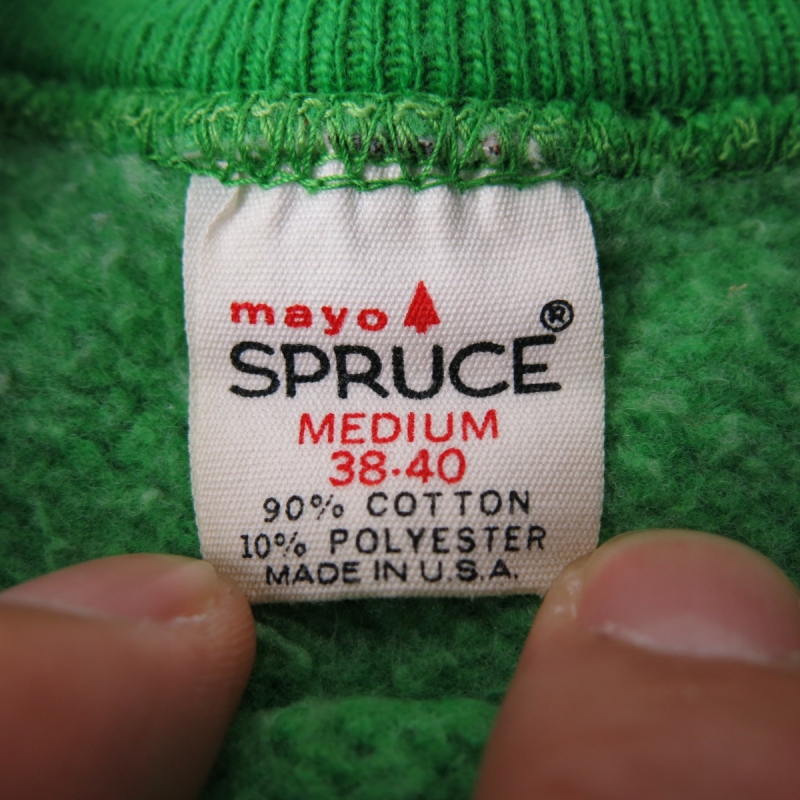 mayo
SPRUCE®
MEDIUM
38·40
90% COTTON
10% POLYESTER
MADE IN U.S.A.